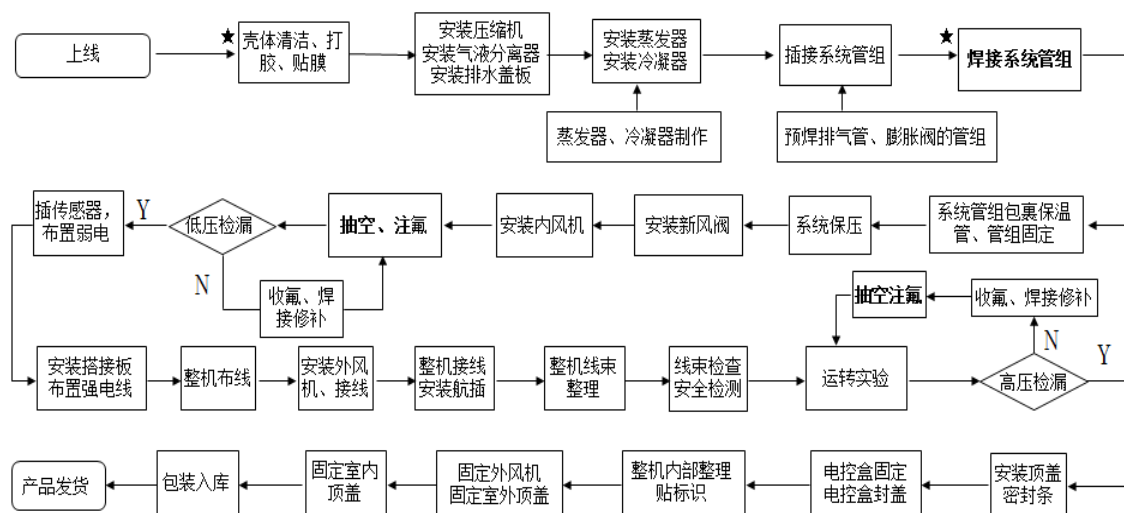 上线
★
壳体清洁、打
胶、贴膜
安装压缩机
安装气液分离器
安装排水盖板
安装蒸发器
安装冷凝器
插接系统管组
★
焊接系统管组
蒸发器、冷凝器制作
预焊排气管、膨胀阀的管组
插传感器，
布置弱电
Y
低压检漏
抽空、注氟
安装内风机
安装新风阀
系统保压
系统管组包裹保温
管、管组固定
N
收氟、焊
接修补
抽空注氟
收氟、焊接修补
N
Y
安装搭接板
布置强电线
整机布线
安装外风
机、接线
整机接线
安装航插
整机线束
整理
线束检查
安全检测
运转实验
高压检漏
产品发货
包装入库
固定室内
顶盖
固定外风机
固定室外顶盖
整机内部整理
贴标识
电控盒固定
电控盒封盖
安装顶盖
密封条